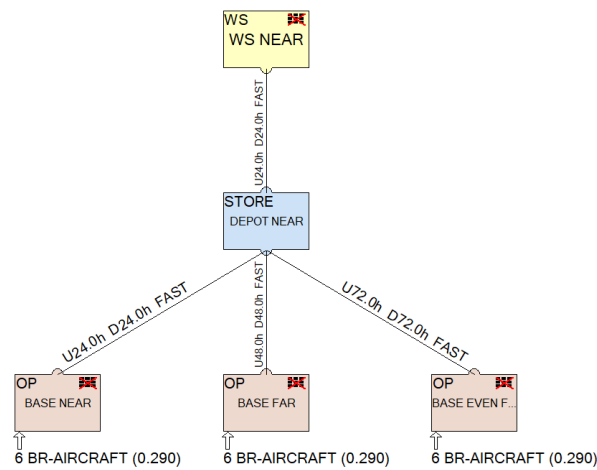 WS
WS NEAR
U24.0h D24.0h FAST
STORE
DEPOT NEAR
U24.0h D24.0h FAST
U48.0h D48.0h FAST
U72.0h D72.0h FAST
OP
BASE NEAR
OP
BASE FAR
OP
BASE EVEN F...
6 BR-AIRCRAFT (0.290)
6 BR-AIRCRAFT (0.290)
6 BR-AIRCRAFT (0.290)